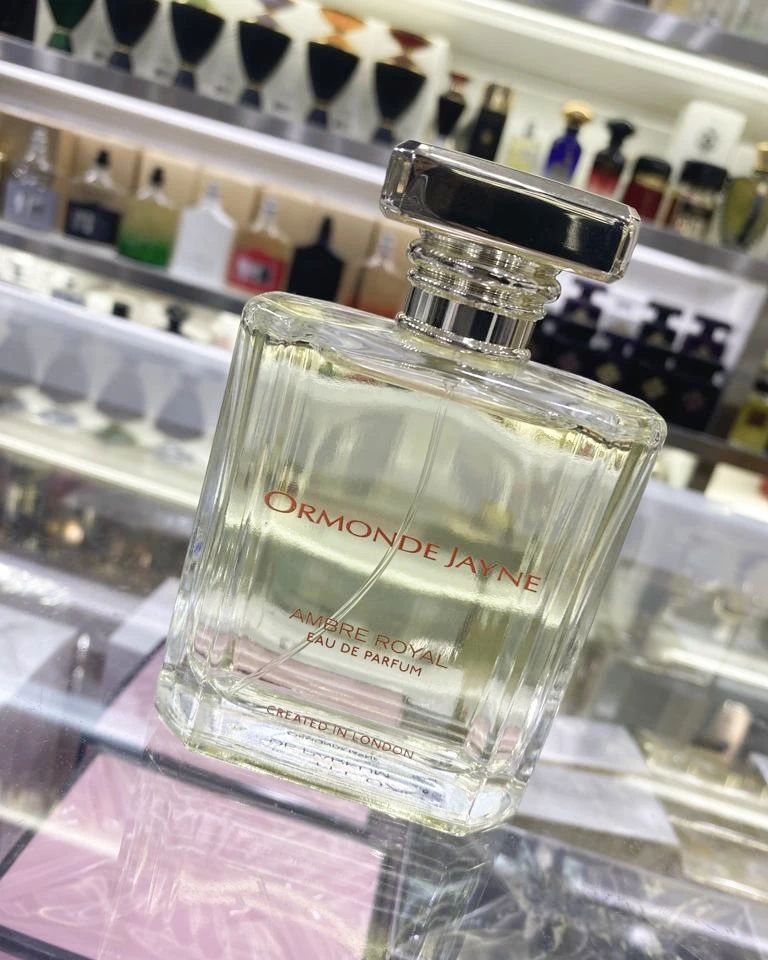 ORMONDE JAYNE
AMBRE ROYAL
EAU DE PARFUM
CREATED IN LONDON